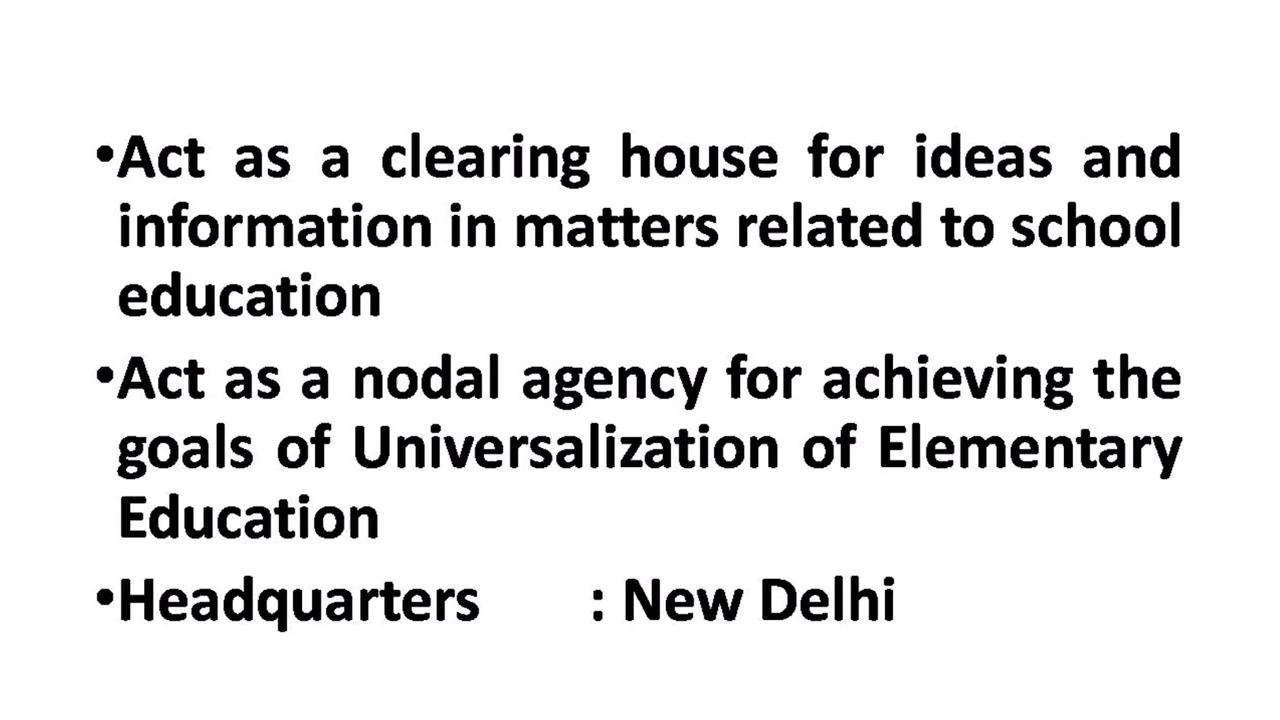 •Act as a clearing house for ideas and
information in matters related to school
education
•Act as a nodal agency for achieving the
goals of Universalization of Elementary
Education
•Headquarters : New Delhi